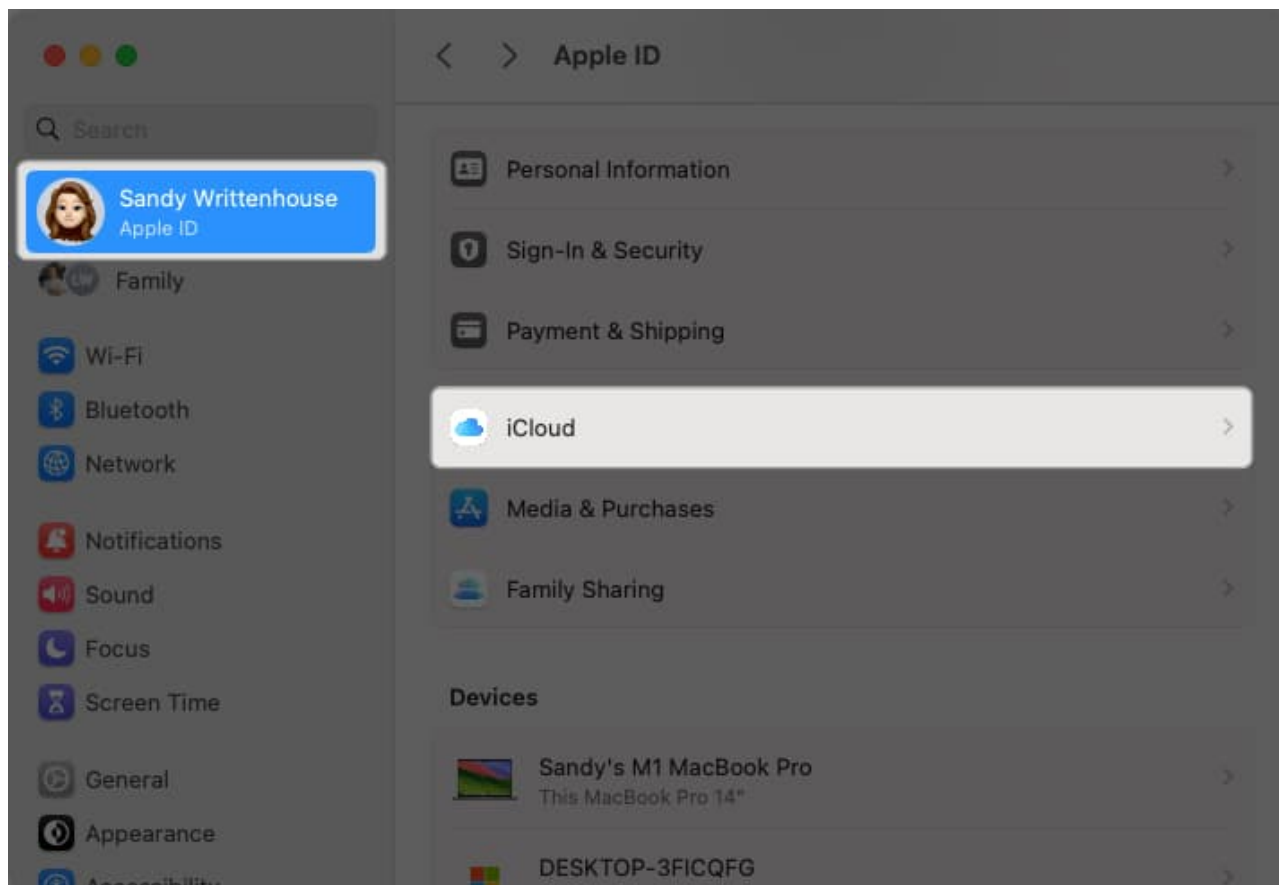 Apple ID
Search
Sandy Writtenhouse
Apple ID
LW
Family
Wi-Fi
Bluetooth
Network
Notifications
Sound
Focus
Screen Time
General
Appearance
Accessibility
Personal Information
Sign-In & Security
Payment & Shipping
iCloud
Media & Purchases
Family Sharing
Devices
Sandy's M1 MacBook Pro
This MacBook Pro 14"
DESKTOP-3FICQFG